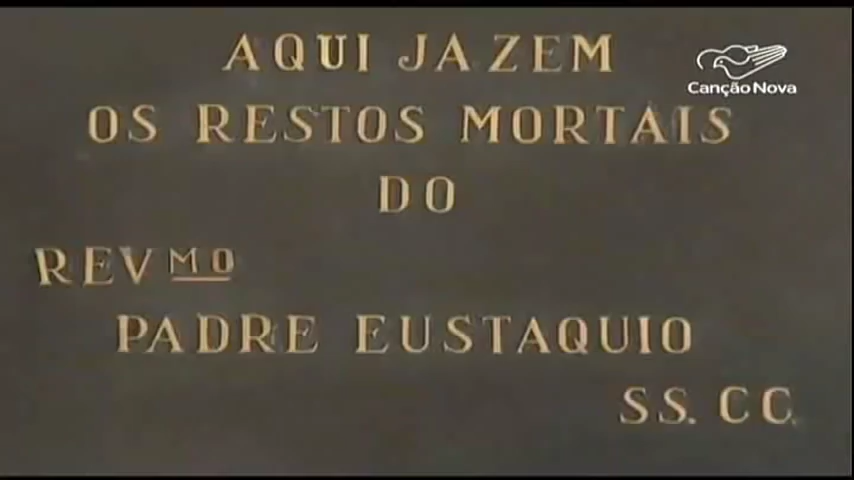 AQUI JAZEM
Canção Nova
OS RESTOS MORTAIS
DO
REVMO
PADRE EUSTAQUIO
SS. CC.